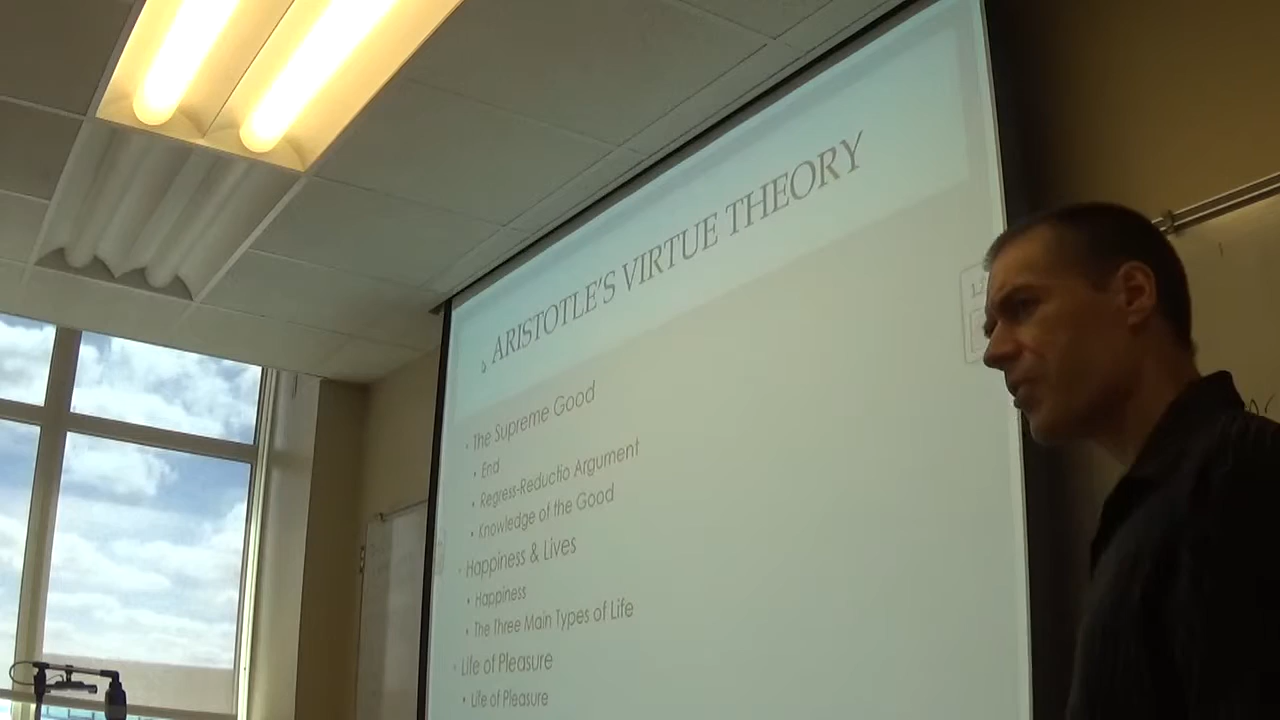 ARISTOTLE'S VIRTUE THEORY
The Supreme Good
End
Regress-Reductio Argument
Knowledge of the Good
Happiness & Lives
Happiness
The Three Main Types of Life
Life of Pleasure
Life of Pleasure